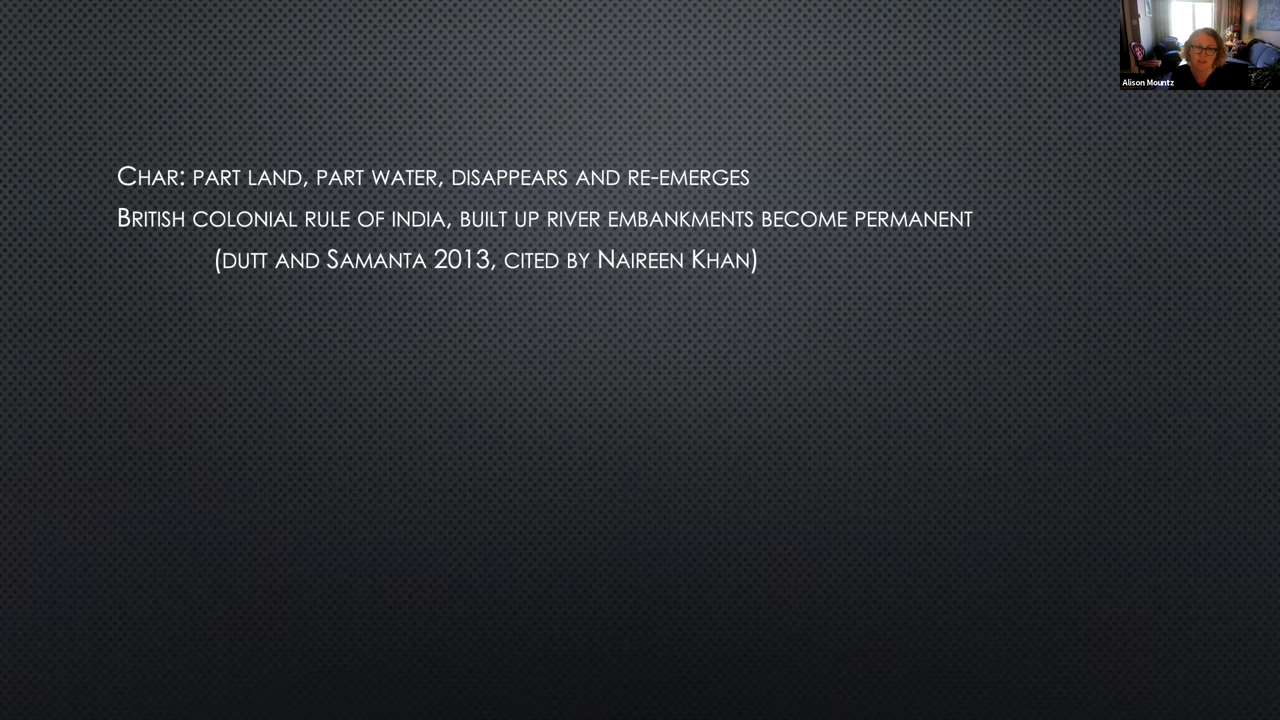 Alison Mountz
Char: part land, part water, disappears and re-emerges
British colonial rule of india, built up river embankments become permanent
(dutt and Samanta 2013, cited by Naireen Khan)